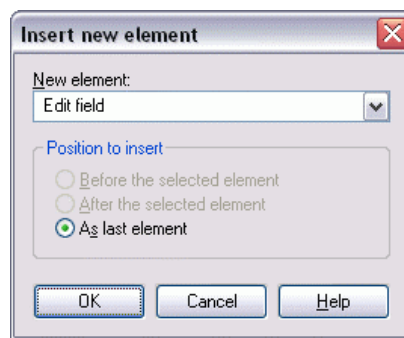 Insert new element
New element:
Edit field
Position to insert
Before the selected element
After the selected element
As last element
OK
Cancel
Help